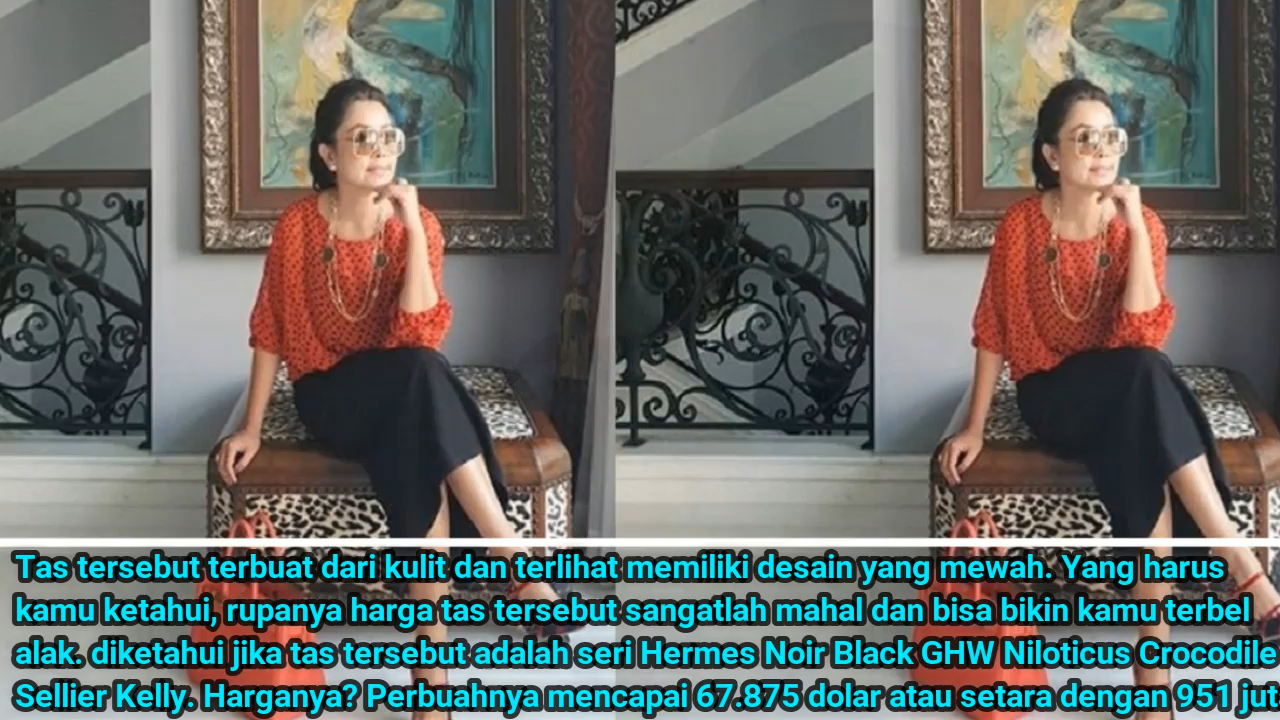 Tas tersebut terbuat dari kulit dan terlihat memiliki desain yang mewah. Yang harus
kamu ketahui, rupanya harga tas tersebut sangatlah mahal dan bisa bikin kamu terbel
alak. diketahui jika tas tersebut adalah seri Hermes Noir Black GHW Niloticus Crocodile
Sellier Kelly. Harganya? Perbuahnya mencapai 67.875 dolar atau setara dengan 951 jut